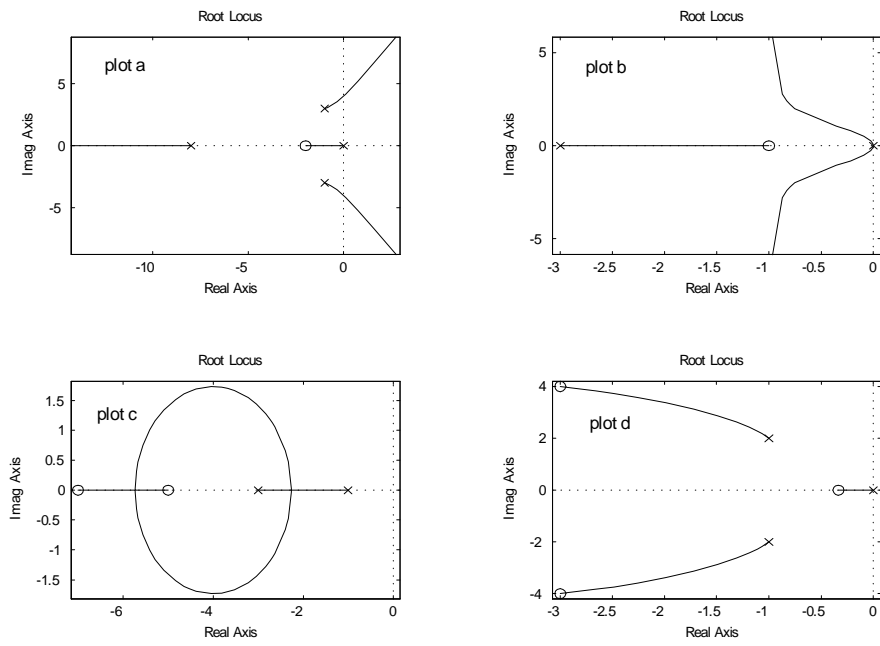 Root Locus
plot a
5
0
-5
-10
-5
0
Imag Axis
Real Axis
Root Locus
plot b
5
0
-5
-3
-2.5
-2
-1.5
-1
-0.5
0
Imag Axis
Real Axis
Root Locus
plot c
1.5
1
0.5
0
-0.5
-1
-1.5
-6
-4
-2
0
Imag Axis
Real Axis
Root Locus
plot d
4
2
0
-2
-4
-3
-2.5
-2
-1.5
-1
-0.5
0
Imag Axis
Real Axis